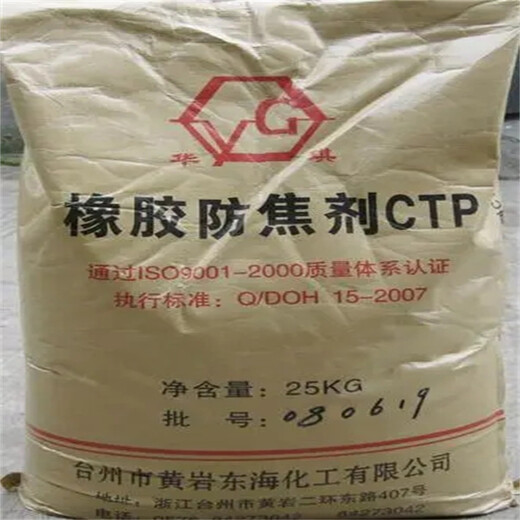 VG
华 淇
橡胶防焦剂CTP
通过ISO9001-2000质量体系认证
执行标准：Q/DOH 15-2007
净含量：25KG
批 号：080619
台州市黄岩东海化工有限公司
地址：浙江台州市黄岩二环东路407号